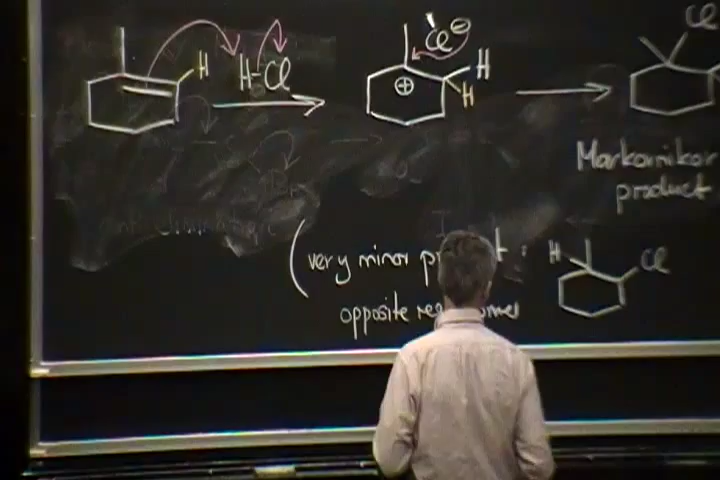 H
H-Cl
Cl⊖
⊕
H
H
Cl
Markovnikov
product
(very minor
opposite
H
Cl